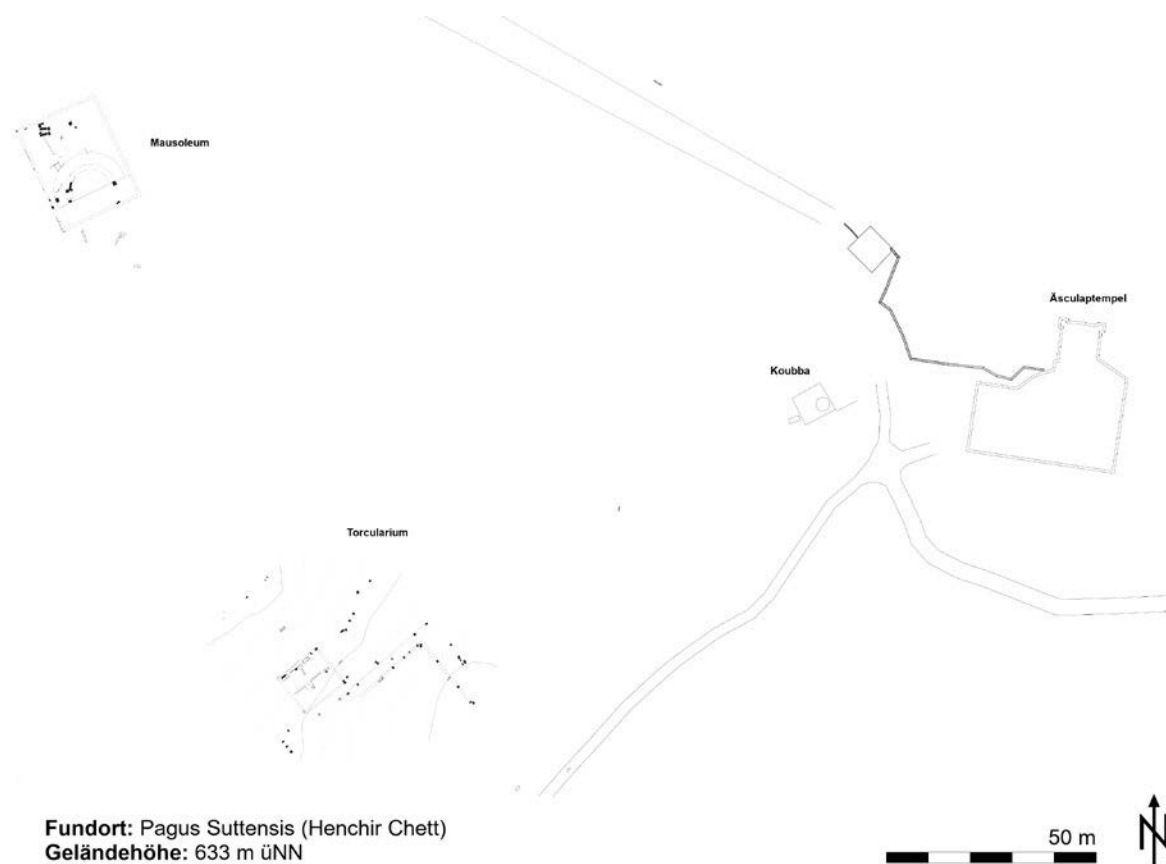 Mausoleum
Äsculaptempel
Koubba
Torcularium
Fundort: Pagus Suttensis (Henchir Chett)
Geländehöhe: 633 m üNN
50 m
N